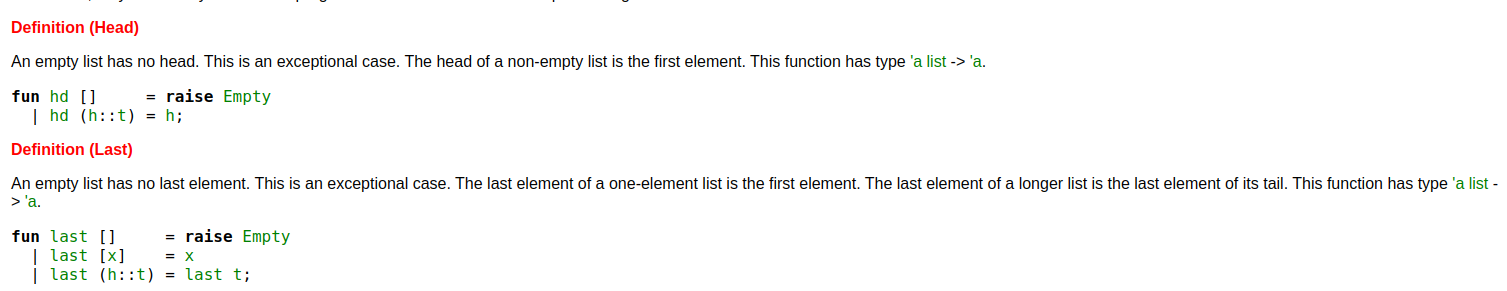 Definition (Head)
An empty list has no head. This is an exceptional case. The head of a non-empty list is the first element. This function has type 'a list -> 'a.
fun hd []     = raise Empty
  | hd (h::t) = h;
Definition (Last)
An empty list has no last element. This is an exceptional case. The last element of a one-element list is the first element. The last element of a longer list is the last element of its tail. This function has type 'a list -
> 'a.
fun last []     = raise Empty
  | last [x]    = x
  | last (h::t) = last t;